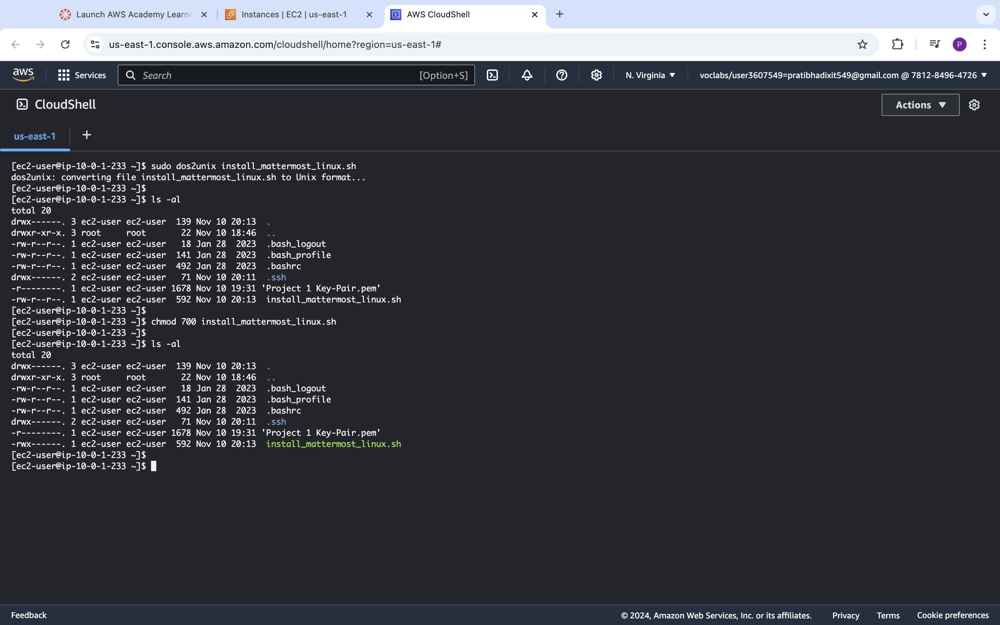 Launch AWS Academy Learne
Instances | EC2 | us-east-1
AWS CloudShell
us-east-1.console.aws.amazon.com/cloudshell/home?region=us-east-1#
P
aws
Services
Search
[Option+S]
N. Virginia
voclabs/user3607549=pratibhadixit549@gmail.com @ 7812-8496-4726
CloudShell
Actions
us-east-1
[ec2-user@ip-10-0-1-233 ~]$ sudo dos2unix install_mattermost_linux.sh
dos2unix: converting file install_mattermost_linux.sh to Unix format...
[ec2-user@ip-10-0-1-233 ~]$
[ec2-user@ip-10-0-1-233 ~]$ ls -al
total 20
drwx------. 3 ec2-user ec2-user  139 Nov 10 20:13  .
drwxr-xr-x. 3 root     root       22 Nov 10 18:46  ..
-rw-r--r--. 1 ec2-user ec2-user   18 Jan 28  2023  .bash_logout
-rw-r--r--. 1 ec2-user ec2-user  141 Jan 28  2023  .bash_profile
-rw-r--r--. 1 ec2-user ec2-user  492 Jan 28  2023  .bashrc
drwx------. 2 ec2-user ec2-user   71 Nov 10 20:11  .ssh
-r--------. 1 ec2-user ec2-user 1678 Nov 10 19:31 'Project 1 Key-Pair.pem'
-rw-r--r--. 1 ec2-user ec2-user  592 Nov 10 20:13  install_mattermost_linux.sh
[ec2-user@ip-10-0-1-233 ~]$
[ec2-user@ip-10-0-1-233 ~]$ chmod 700 install_mattermost_linux.sh
[ec2-user@ip-10-0-1-233 ~]$
[ec2-user@ip-10-0-1-233 ~]$ ls -al
total 20
drwx------. 3 ec2-user ec2-user  139 Nov 10 20:13  .
drwxr-xr-x. 3 root     root       22 Nov 10 18:46  ..
-rw-r--r--. 1 ec2-user ec2-user   18 Jan 28  2023  .bash_logout
-rw-r--r--. 1 ec2-user ec2-user  141 Jan 28  2023  .bash_profile
-rw-r--r--. 1 ec2-user ec2-user  492 Jan 28  2023  .bashrc
drwx------. 2 ec2-user ec2-user   71 Nov 10 20:11  .ssh
-r--------. 1 ec2-user ec2-user 1678 Nov 10 19:31 'Project 1 Key-Pair.pem'
-rwx------. 1 ec2-user ec2-user  592 Nov 10 20:13  install_mattermost_linux.sh
[ec2-user@ip-10-0-1-233 ~]$
[ec2-user@ip-10-0-1-233 ~]$
Feedback
© 2024, Amazon Web Services, Inc. or its affiliates.
Privacy
Terms
Cookie preferences